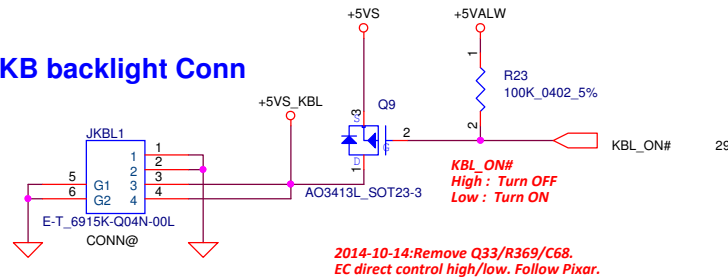 +5VS
+5VALW
KB backlight Conn
1
R23
100K_0402_5%
+5VS_KBL
Q9
3
S
2
G
D
1
2
KBL_ON#
29
JKBL1
1
1
2
2
5
G1
3
3
6
G2
4
4
AO3413L_SOT23-3
KBL_ON#
High : Turn OFF
Low : Turn ON
E-T_6915K-Q04N-00L
CONN@
2014-10-14:Remove Q33/R369/C68.
EC direct control high/low. Follow Pixar.